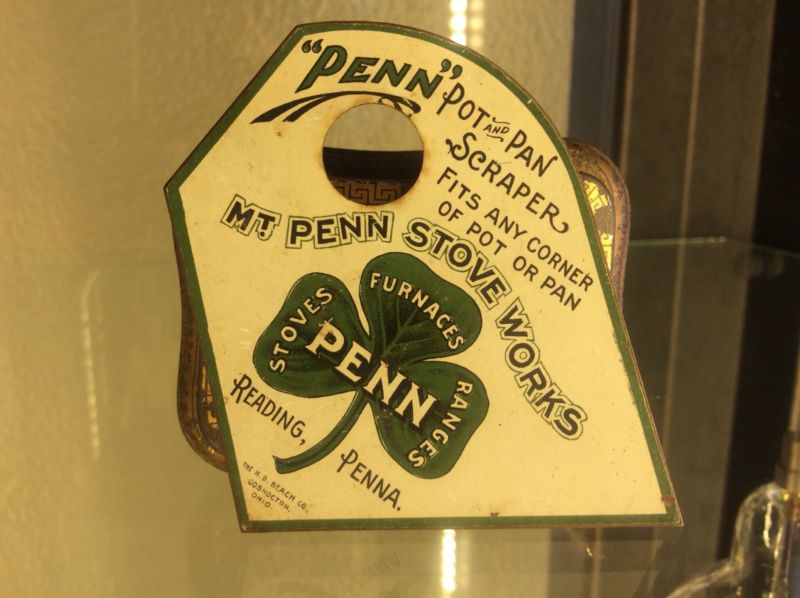 "PENN"
POT AND PAN
SCRAPER
FITS ANY CORNER
OF POT OR PAN
MT. PENN STOVE WORKS
STOVES
FURNACES
RANGES
PENN
READING,
PENNA.
THE H. D. BEACH CO.,
COSHOCTON,
OHIO.